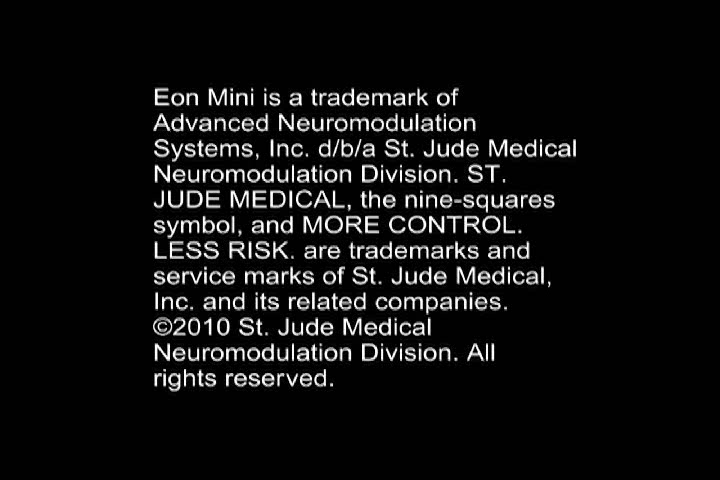 Eon Mini is a trademark of
Advanced Neuromodulation
Systems, Inc. d/b/a St. Jude Medical
Neuromodulation Division. ST.
JUDE MEDICAL, the nine-squares
symbol, and MORE CONTROL.
LESS RISK. are trademarks and
service marks of St. Jude Medical,
Inc. and its related companies.
©2010 St. Jude Medical
Neuromodulation Division. All
rights reserved.